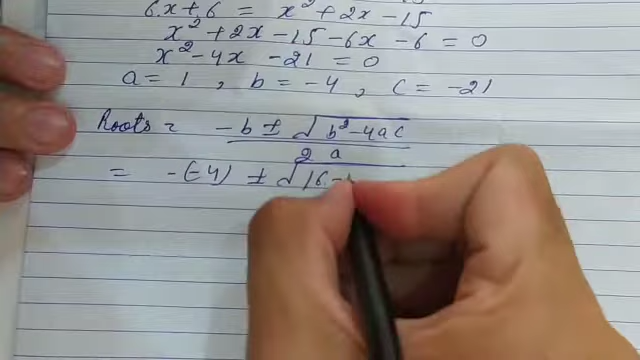 6x+6 = x² + 2x - 15
x² + 2x - 15 - 6x - 6 = 0
x² - 4x - 21 = 0
a = 1 , b = -4 , c = -21
Roots = -b ± √b² - 4ac
2a
= -(-4) ± √16 -